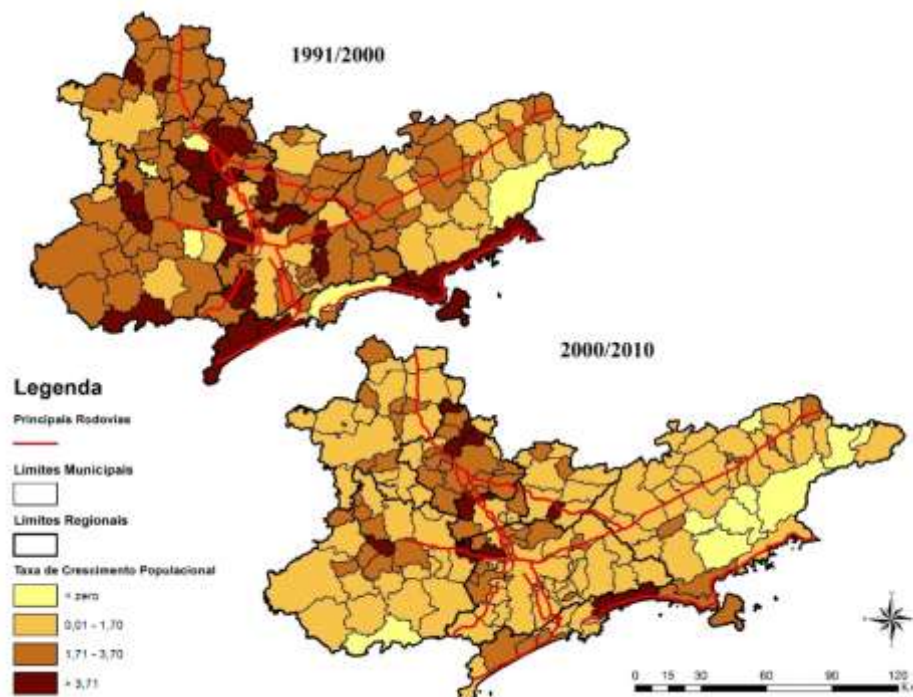 1991/2000
2000/2010
Legenda
Principais Rodovias
Limites Municipais
Limites Regionais
Taxa de Crescimento Populacional
< zero
0,01 - 1,70
1,71 - 3,70
> 3,71
0 15 30 60 90 120